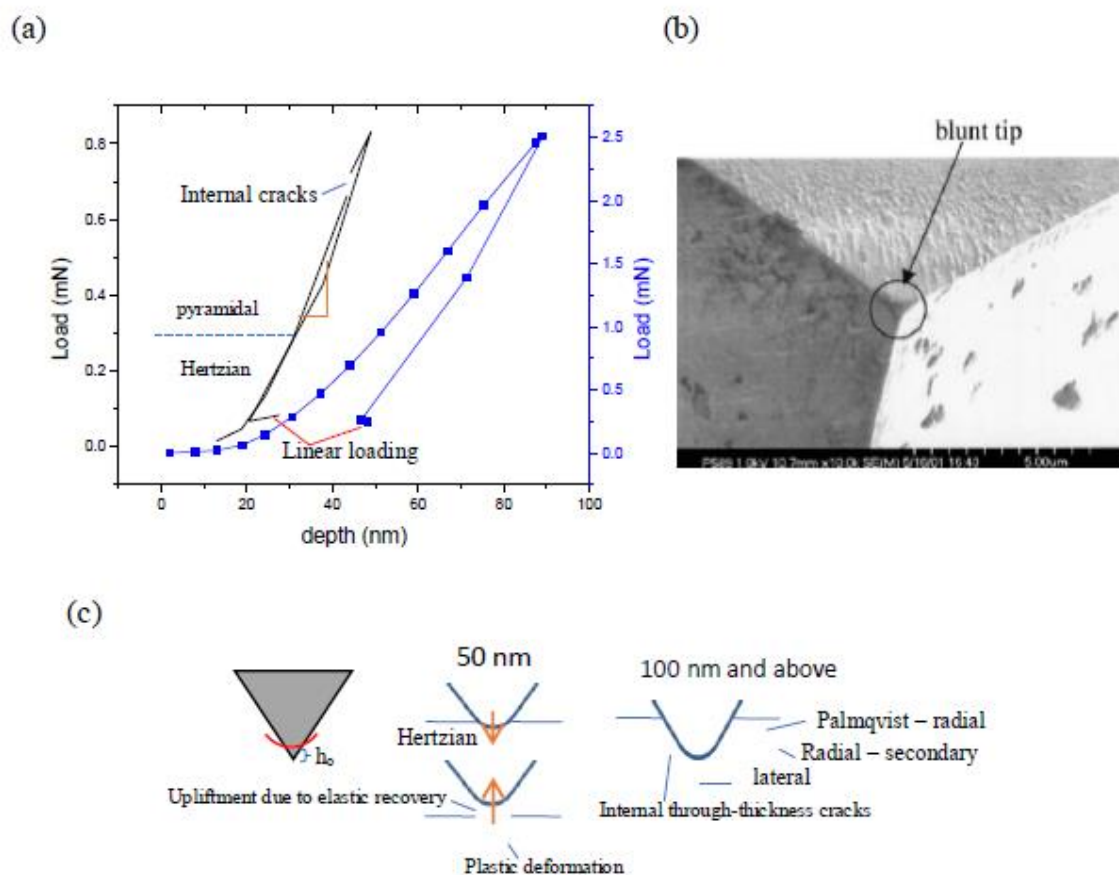 (a)
(b)
0.8
0.6
0.4
0.2
0.0
Load (mN)
Internal cracks
pyramidal
Hertzian
Linear loading
2.5
2.0
1.5
1.0
0.5
0.0
Load (mN)
0 20 40 60 80 100
depth (nm)
blunt tip
5.00um
(c)
50 nm
100 nm and above
Hertzian
Palmqvist – radial
Radial – secondary
hₒ
lateral
Upliftment due to elastic recovery
Internal through-thickness cracks
Plastic deformation